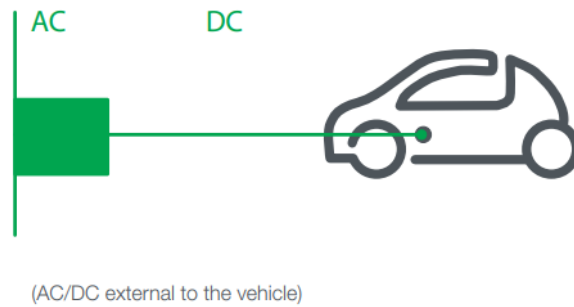 AC DC
(AC/DC external to the vehicle)